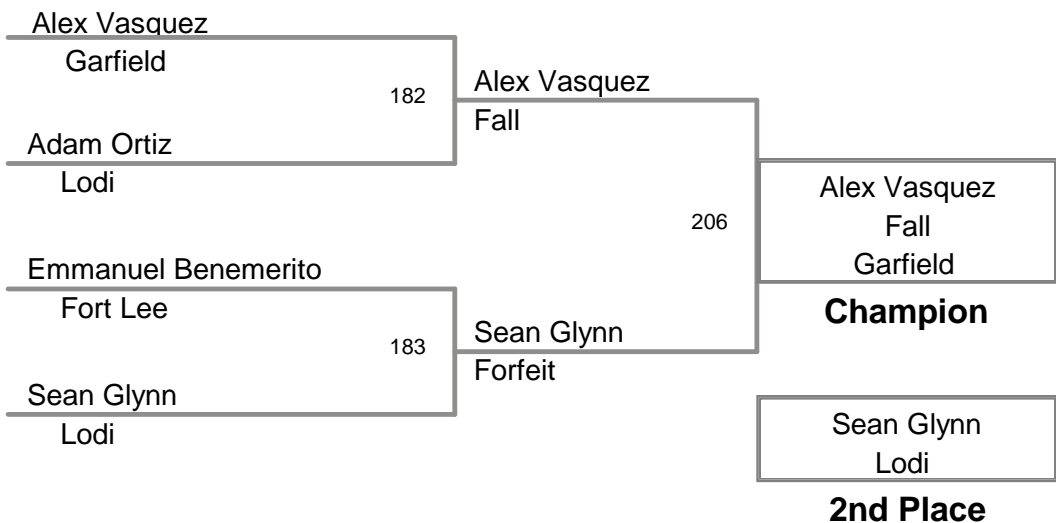 Alex Vasquez
Garfield
182
Adam Ortiz
Lodi
Alex Vasquez
Fall
Emmanuel Benemerito
Fort Lee
183
Sean Glynn
Lodi
Sean Glynn
Forfeit
206
Alex Vasquez
Fall
Garfield
Champion
Sean Glynn
Lodi
2nd Place